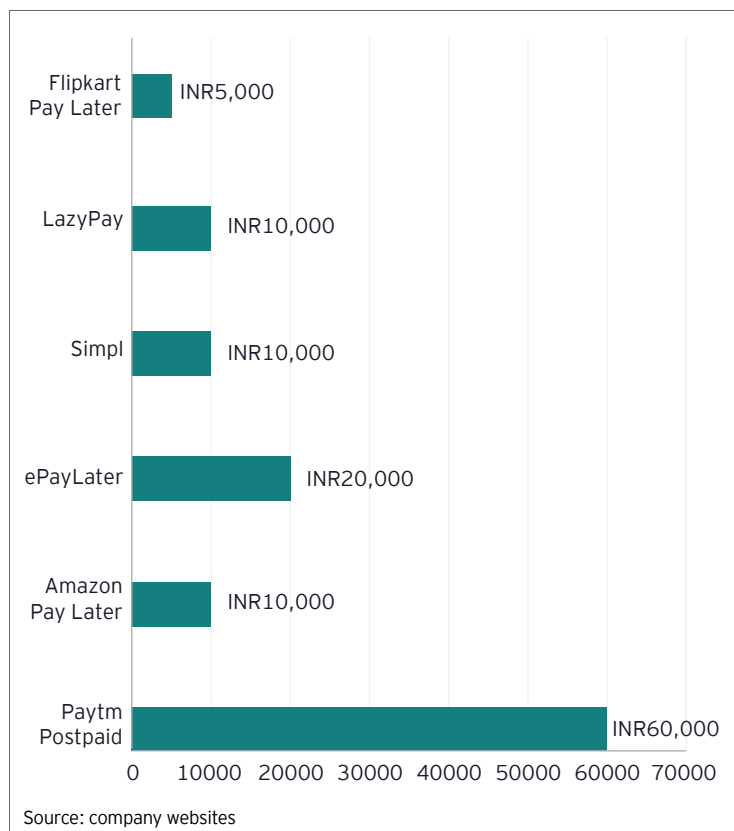 Flipkart
Pay Later
INR5,000
LazyPay
INR10,000
Simpl
INR10,000
ePayLater
INR20,000
Amazon
Pay Later
INR10,000
Paytm
Postpaid
INR60,000
0 10000 20000 30000 40000 50000 60000 70000
Source: company websites